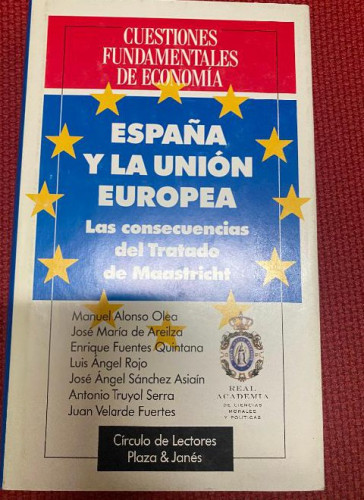 CUESTIONES
FUNDAMENTALES
DE ECONOMÍA
ESPAÑA
Y LA UNIÓN
EUROPEA
Las consecuencias
del Tratado
de Maastricht
Manuel Alonso Olea
José María de Areilza
Enrique Fuentes Quintana
Luis Ángel Rojo
José Ángel Sánchez Asiaín
Antonio Truyol Serra
Juan Velarde Fuertes
REAL
ACADEMIA
DE CIENCIAS
MORALES
Y POLÍTICAS
Círculo de Lectores
Plaza & Janés